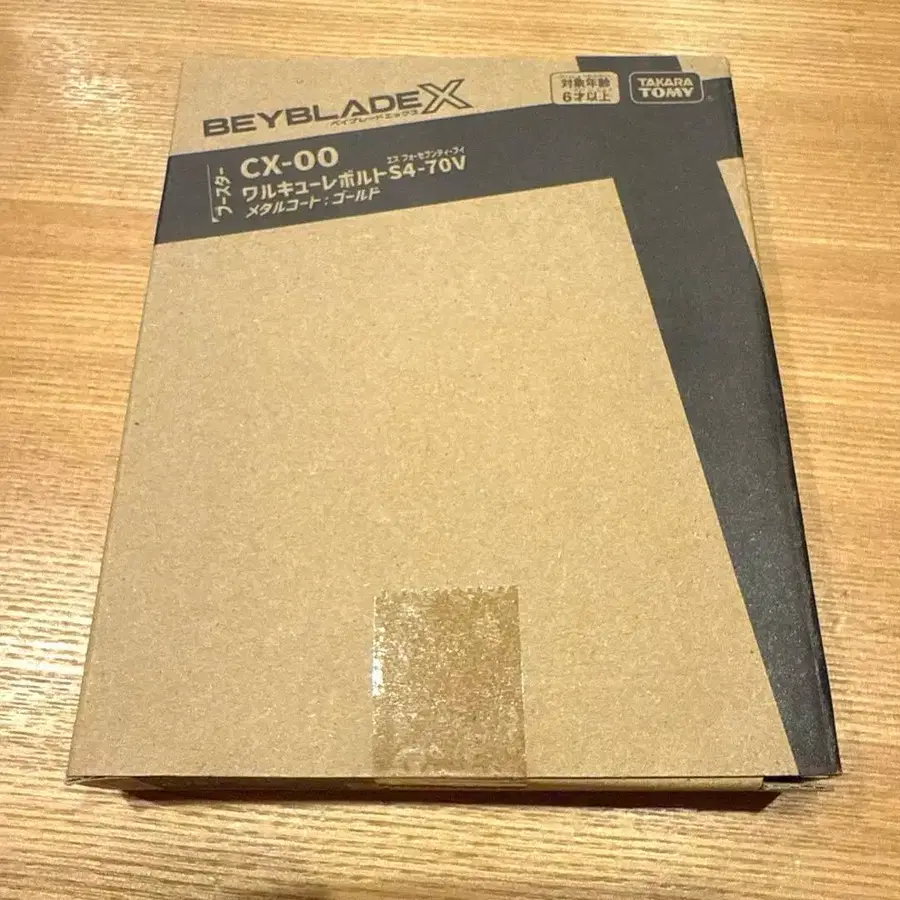 BEYBLADE X
ベイブレードエックス
対象年齢
6才以上
TAKARA
TOMY
ブースター
CX-00
エス フォーセブンティーブイ
ワルキューレボルトS4-70V
メタルコート：ゴールド